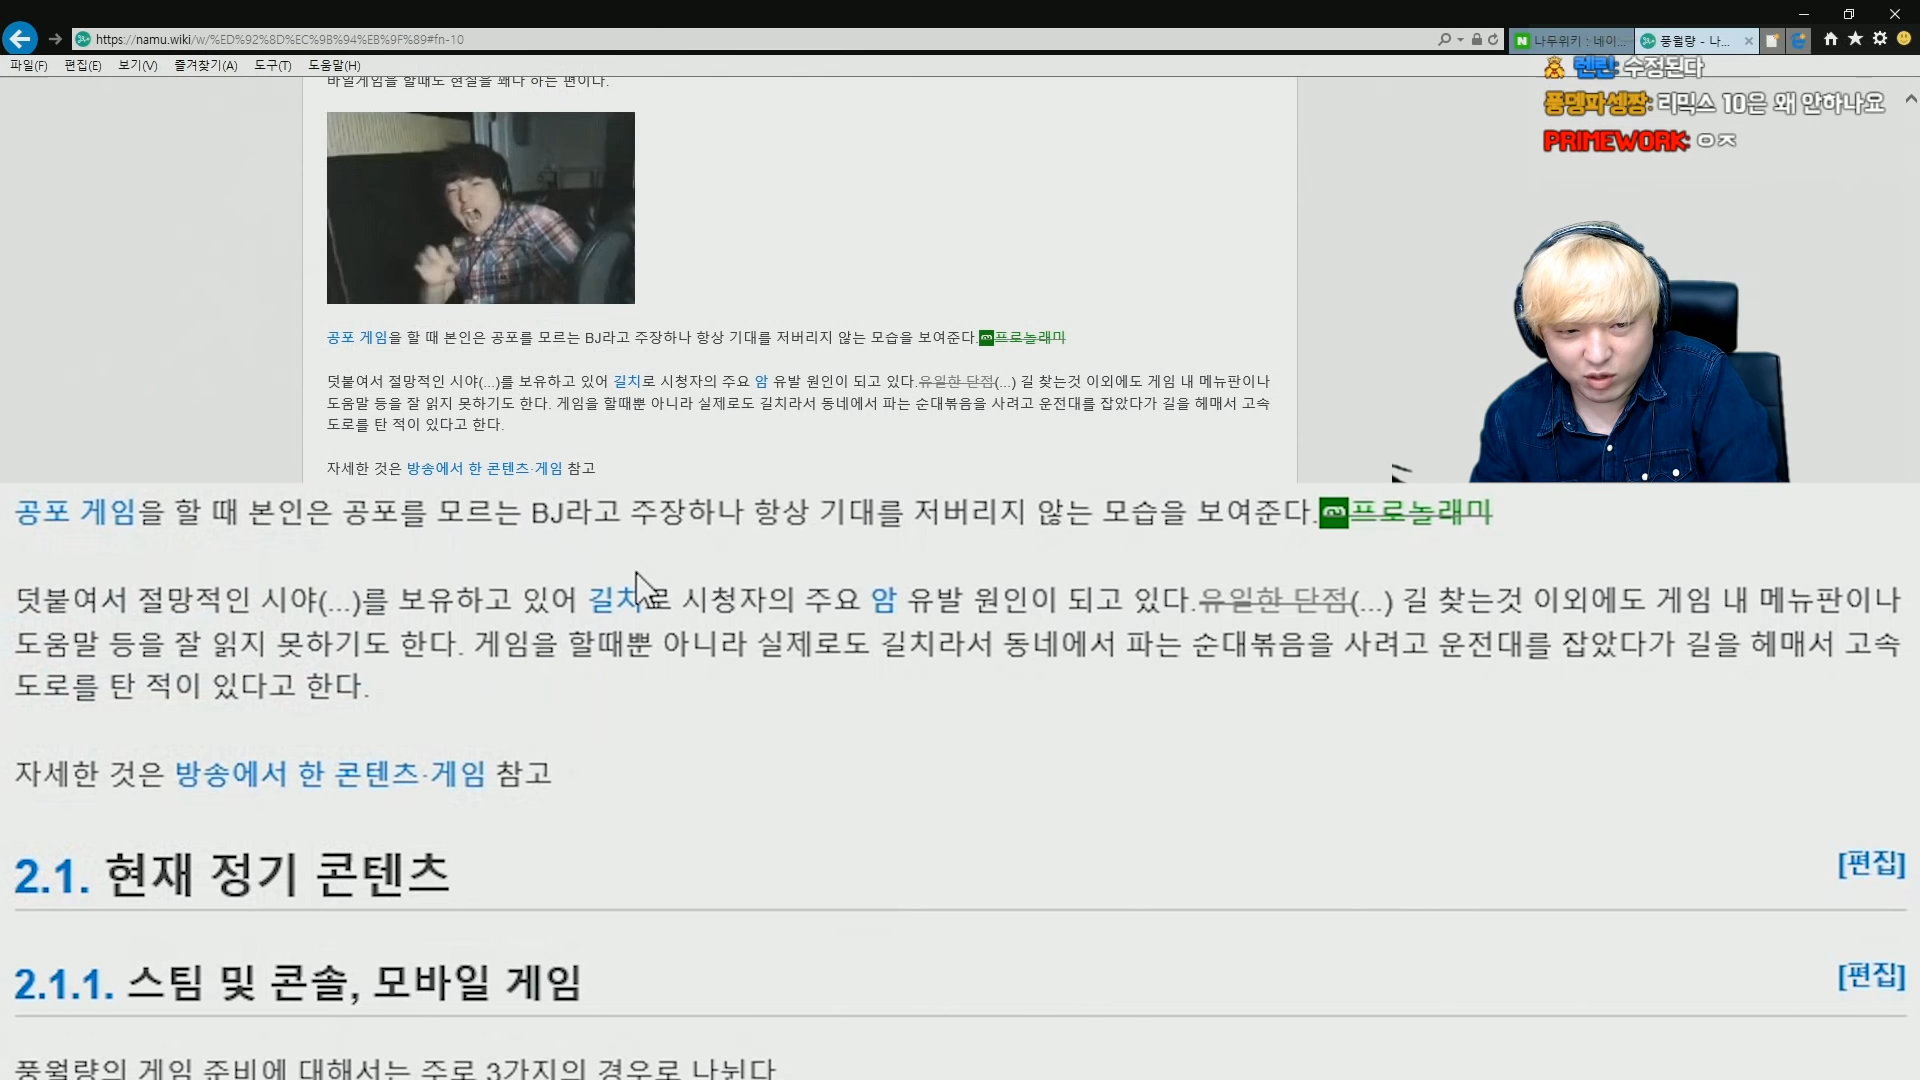 https://namu.wiki/w/%ED%92%8D%EC%9B%94%EB%9F%89#fn-10
나무위키 : 네이...
풍월량 - 나...
파일(F) 편집(E) 보기(V) 즐겨찾기(A) 도구(T) 도움말(H)
렌린: 수정된다
퐁뎅파셍짱: 리믹스 10은 왜 안하나요
PRIMEWORK: ㅇㅈ
바일게임을 할때도 현질을 꽤나 하는 편이다.
공포 게임을 할 때 본인은 공포를 모르는 BJ라고 주장하나 항상 기대를 저버리지 않는 모습을 보여준다.프로놀래미
덧붙여서 절망적인 시야(...)를 보유하고 있어 길치로 시청자의 주요 암 유발 원인이 되고 있다.유일한 단점(...) 길 찾는것 이외에도 게임 내 메뉴판이나
도움말 등을 잘 읽지 못하기도 한다. 게임을 할때뿐 아니라 실제로도 길치라서 동네에서 파는 순대볶음을 사려고 운전대를 잡았다가 길을 헤매서 고속
도로를 탄 적이 있다고 한다.
자세한 것은 방송에서 한 콘텐츠·게임 참고
공포 게임을 할 때 본인은 공포를 모르는 BJ라고 주장하나 항상 기대를 저버리지 않는 모습을 보여준다.프로놀래미
덧붙여서 절망적인 시야(...)를 보유하고 있어 길치로 시청자의 주요 암 유발 원인이 되고 있다.유일한 단점(...) 길 찾는것 이외에도 게임 내 메뉴판이나
도움말 등을 잘 읽지 못하기도 한다. 게임을 할때뿐 아니라 실제로도 길치라서 동네에서 파는 순대볶음을 사려고 운전대를 잡았다가 길을 헤매서 고속
도로를 탄 적이 있다고 한다.
자세한 것은 방송에서 한 콘텐츠·게임 참고
2.1. 현재 정기 콘텐츠 [편집]
2.1.1. 스팀 및 콘솔, 모바일 게임 [편집]
풍월량의 게임 준비에 대해서는 주로 3가지의 경우로 나뉜다